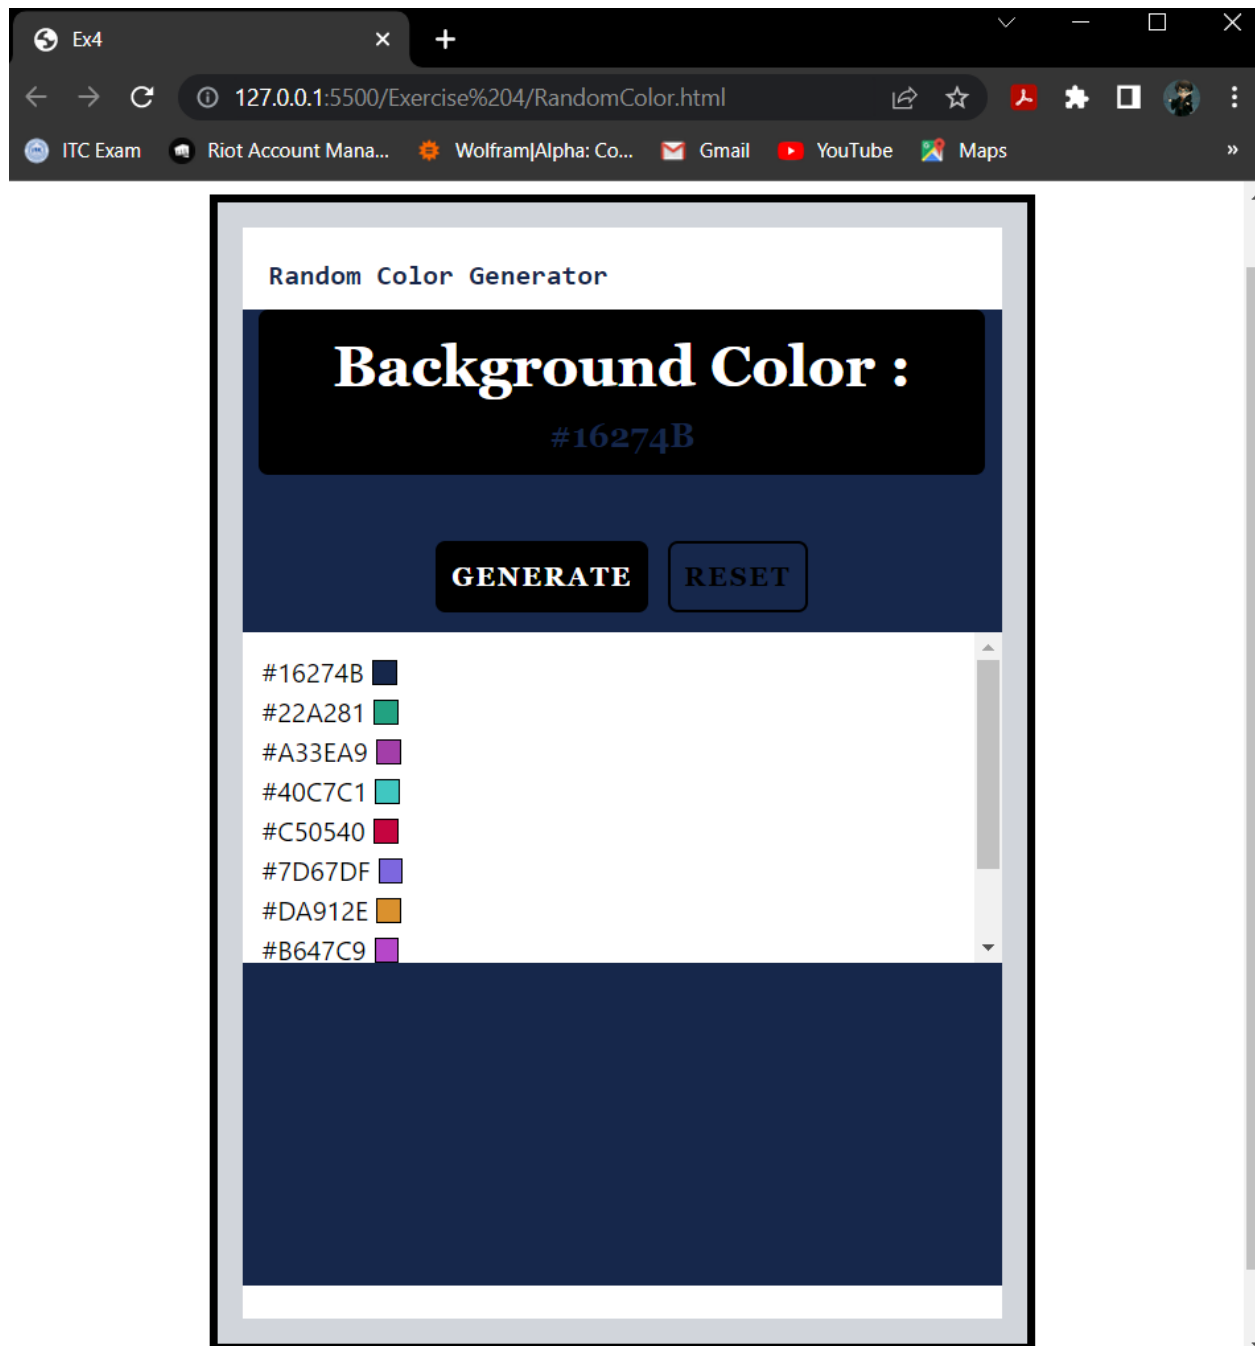 Ex4
127.0.0.1:5500/Exercise%204/RandomColor.html
ITC Exam Riot Account Mana... Wolfram|Alpha: Co... Gmail YouTube Maps »
Random Color Generator
Background Color :
#16274B
GENERATE RESET
#16274B
#22A281
#A33EA9
#40C7C1
#C50540
#7D67DF
#DA912E
#B647C9